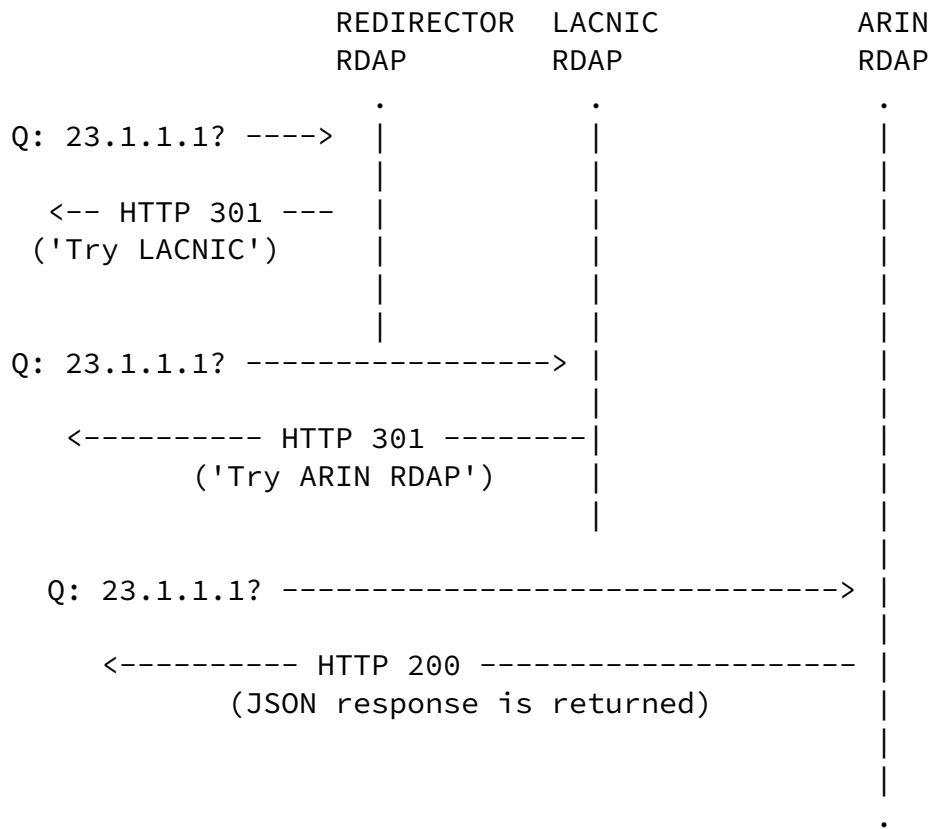 REDIRECTOR LACNIC ARIN
RDAP RDAP RDAP
Q: 23.1.1.1? ---->
<-- HTTP 301 ---
('Try LACNIC')
Q: 23.1.1.1? ----------------->
<---------- HTTP 301 --------
('Try ARIN RDAP')
Q: 23.1.1.1? ------------------------------->
<---------- HTTP 200 ---------------------
(JSON response is returned)